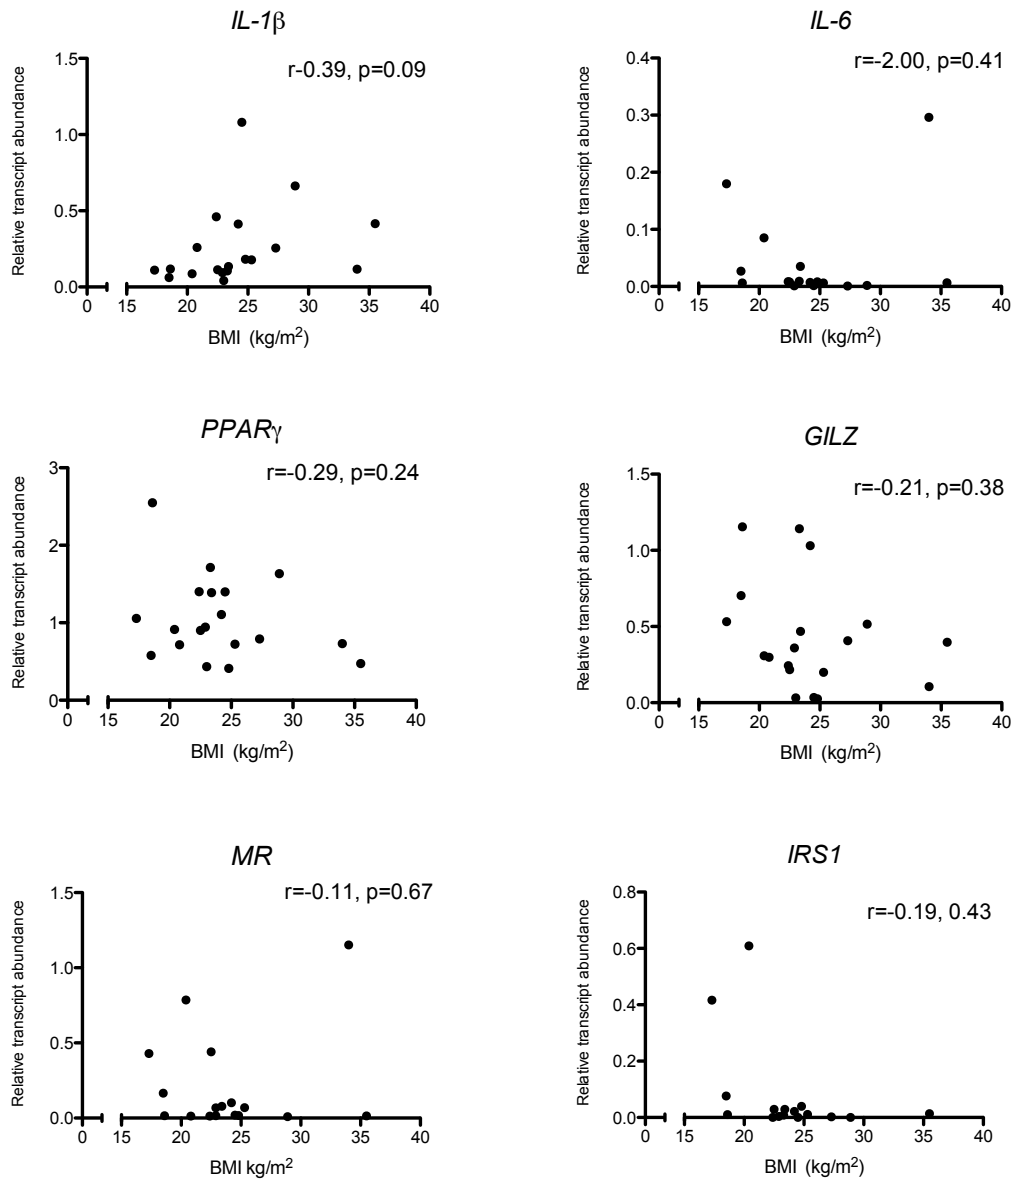 IL-1β
r-0.39, p=0.09
Relative transcript abundance
1.5
1.0
0.5
0.0
0 15 20 25 30 35 40
BMI (kg/m²)
IL-6
r=-2.00, p=0.41
Relative transcript abundance
0.4
0.3
0.2
0.1
0.0
0 15 20 25 30 35 40
BMI (kg/m²)
PPARγ
r=-0.29, p=0.24
Relative transcript abundance
3
2
1
0
0 15 20 25 30 35 40
BMI (kg/m²)
GILZ
r=-0.21, p=0.38
Relative transcript abundance
1.5
1.0
0.5
0.0
0 15 20 25 30 35 40
BMI (kg/m²)
MR
r=-0.11, p=0.67
Relative transcript abundance
1.5
1.0
0.5
0.0
0 15 20 25 30 35 40
BMI kg/m²
IRS1
r=-0.19, 0.43
Relative transcript abundance
0.8
0.6
0.4
0.2
0.0
0 15 20 25 30 35 40
BMI (kg/m²)